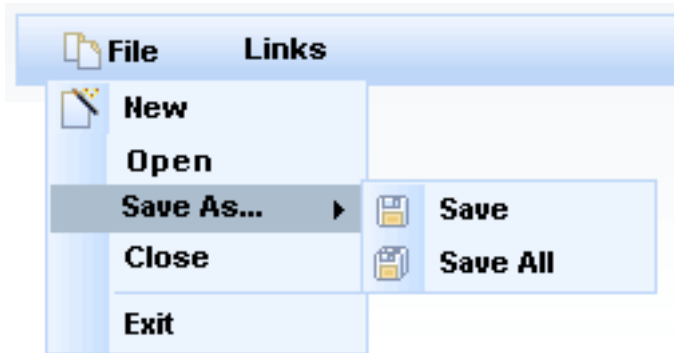 File Links
New
Open
Save As...
Save
Close
Save All
Exit